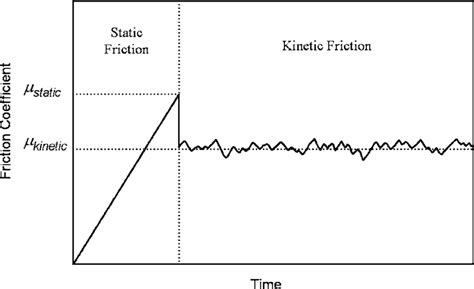 Static
Friction
Kinetic Friction
μstatic
μkinetic
Friction Coefficient
Time